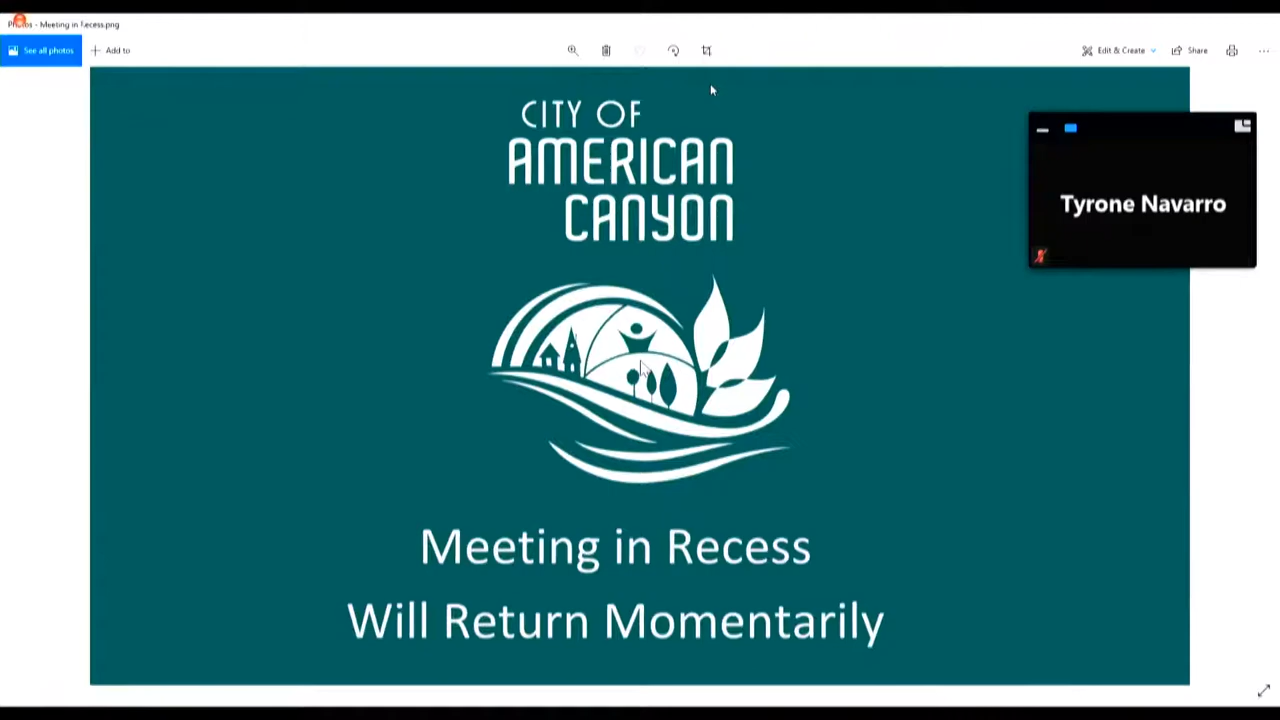 Photos - Meeting in Recess.png
See all photos
Add to
Edit & Create
Share
CITY OF
AMERICAN
CANYON
Tyrone Navarro
Meeting in Recess
Will Return Momentarily